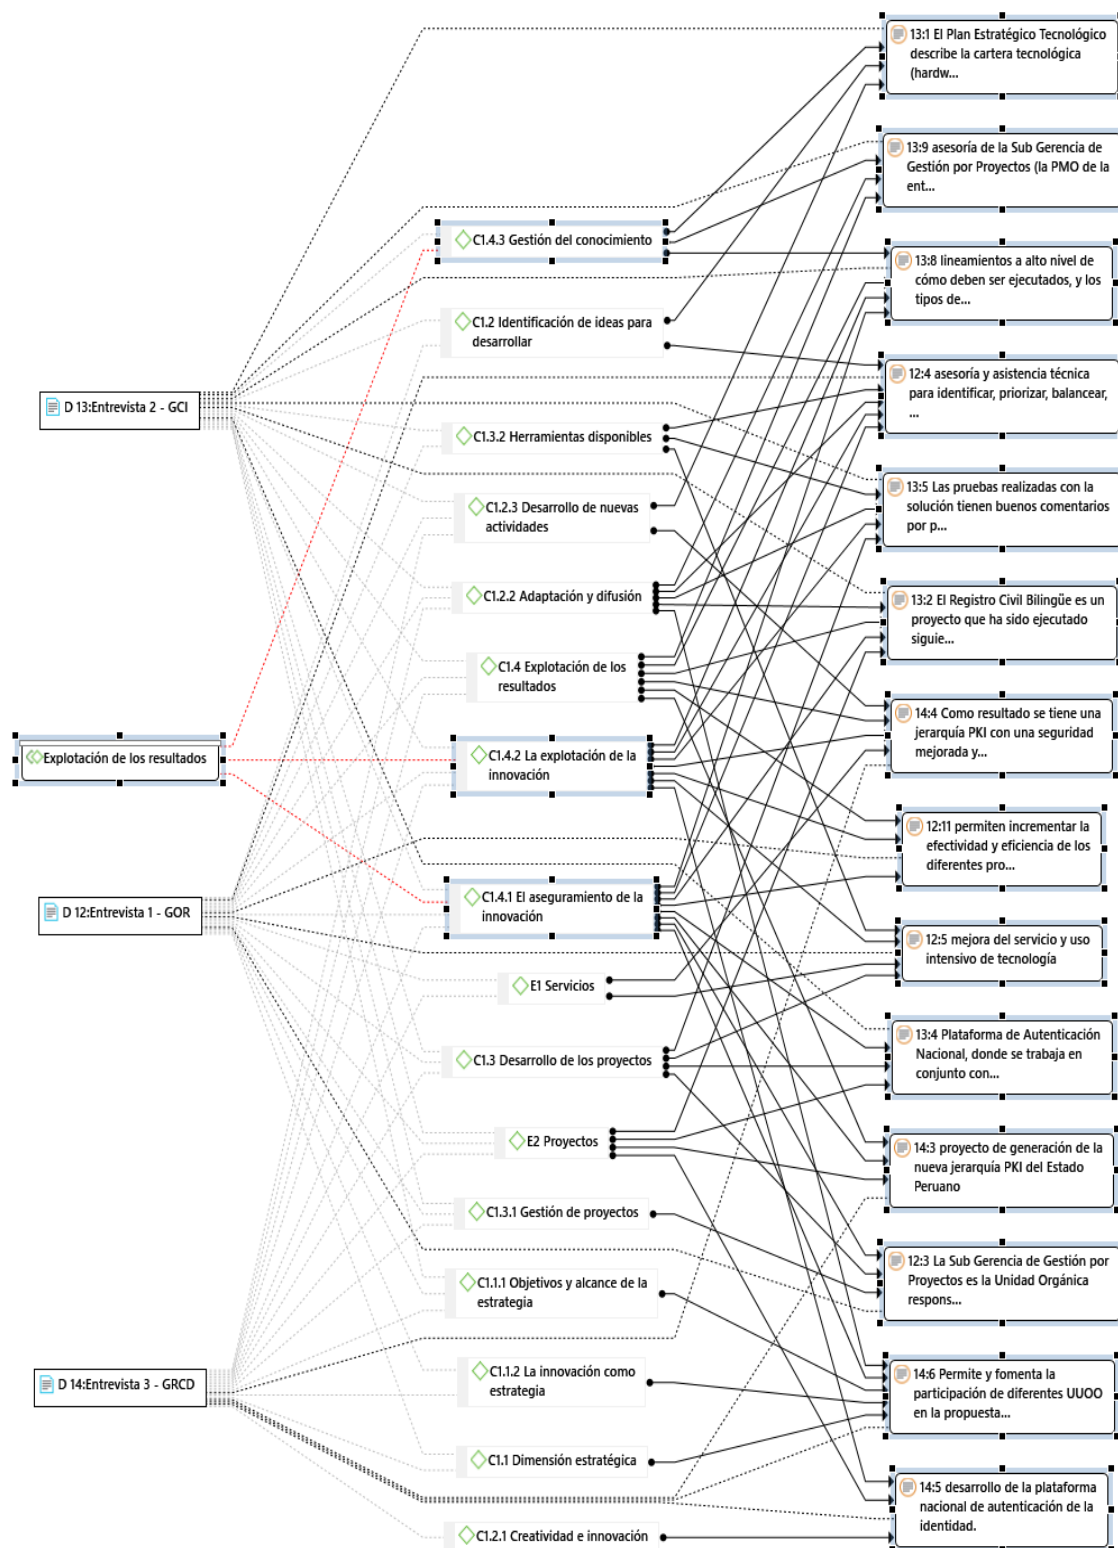 D 13:Entrevista 2 - GCI
Explotación de los resultados
D 12:Entrevista 1 - GOR
D 14:Entrevista 3 - GRCD
C1.4.3 Gestión del conocimiento
C1.2 Identificación de ideas para
desarrollar
C1.3.2 Herramientas disponibles
C1.2.3 Desarrollo de nuevas
actividades
C1.2.2 Adaptación y difusión
C1.4 Explotación de los
resultados
C1.4.2 La explotación de la
innovación
C1.4.1 El aseguramiento de la
innovación
E1 Servicios
C1.3 Desarrollo de los proyectos
E2 Proyectos
C1.3.1 Gestión de proyectos
C1.1.1 Objetivos y alcance de la
estrategia
C1.1.2 La innovación como
estrategia
C1.1 Dimensión estratégica
C1.2.1 Creatividad e innovación
13:1 El Plan Estratégico Tecnológico
describe la cartera tecnológica
(hardw...
13:9 asesoría de la Sub Gerencia de
Gestión por Proyectos (la PMO de la
ent...
13:8 lineamientos a alto nivel de
cómo deben ser ejecutados, y los
tipos de...
12:4 asesoría y asistencia técnica
para identificar, priorizar, balancear,
...
13:5 Las pruebas realizadas con la
solución tienen buenos comentarios
por p...
13:2 El Registro Civil Bilingüe es un
proyecto que ha sido ejecutado
siguie...
14:4 Como resultado se tiene una
jerarquía PKI con una seguridad
mejorada y...
12:11 permiten incrementar la
efectividad y eficiencia de los
diferentes pro...
12:5 mejora del servicio y uso
intensivo de tecnología
13:4 Plataforma de Autenticación
Nacional, donde se trabaja en
conjunto con...
14:3 proyecto de generación de la
nueva jerarquía PKI del Estado
Peruano
12:3 La Sub Gerencia de Gestión por
Proyectos es la Unidad Orgánica
respons...
14:6 Permite y fomenta la
participación de diferentes UUOO
en la propuesta...
14:5 desarrollo de la plataforma
nacional de autenticación de la
identidad.